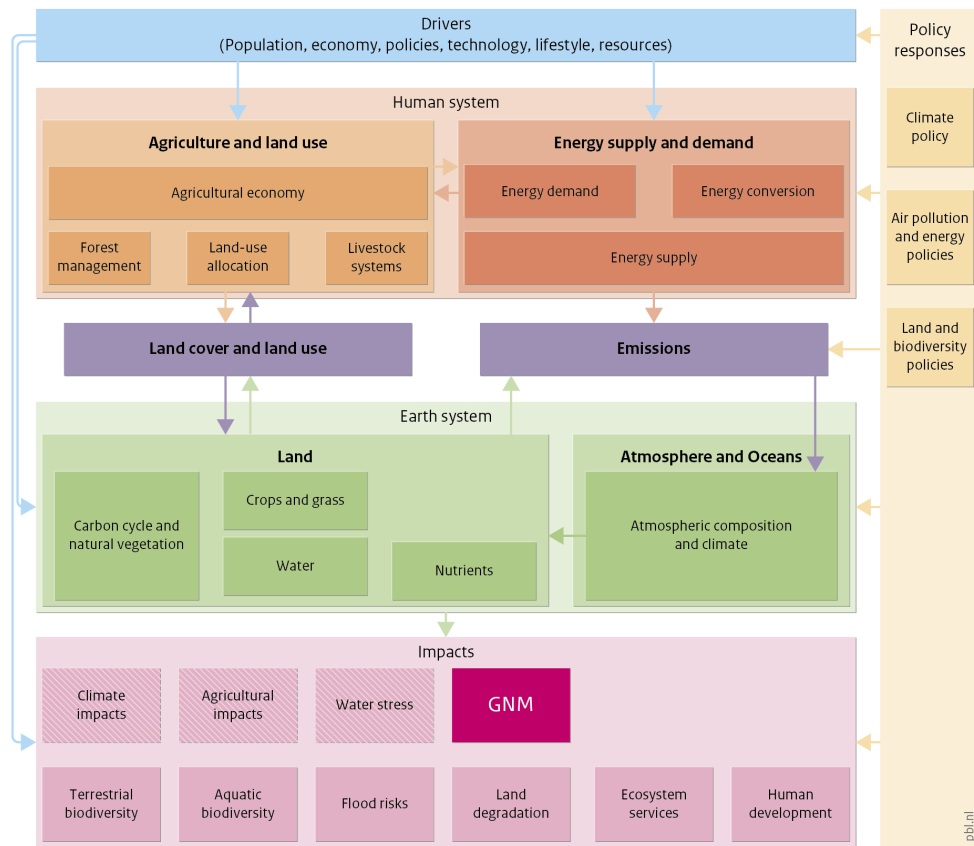 Drivers
(Population, economy, policies, technology, lifestyle, resources)
Policy
responses
Climate
policy
Air pollution
and energy
policies
Land and
biodiversity
policies
Human system
Agriculture and land use
Agricultural economy
Forest
management
Land-use
allocation
Livestock
systems
Energy supply and demand
Energy demand
Energy conversion
Energy supply
Land cover and land use
Emissions
Earth system
Land
Carbon cycle and
natural vegetation
Crops and grass
Water
Nutrients
Atmosphere and Oceans
Atmospheric composition
and climate
Impacts
Climate
impacts
Agricultural
impacts
Water stress
GNM
Terrestrial
biodiversity
Aquatic
biodiversity
Flood risks
Land
degradation
Ecosystem
services
Human
development
pbl.nl